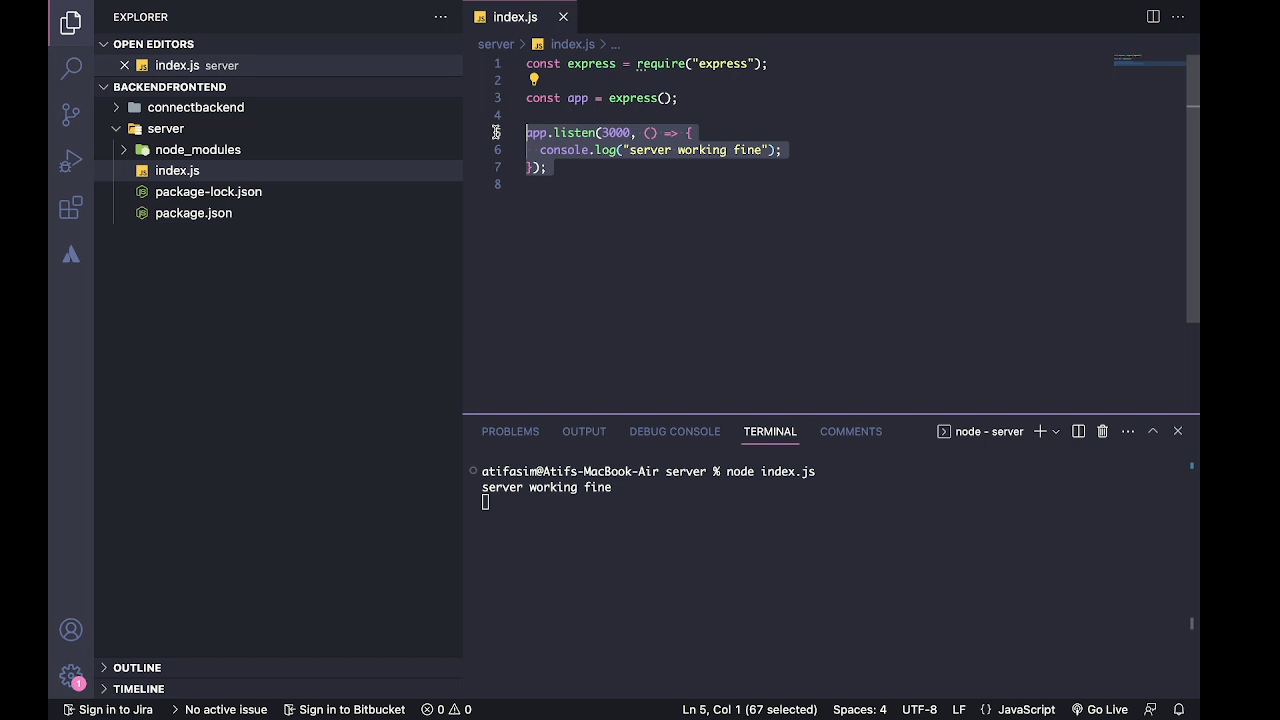 EXPLORER
OPEN EDITORS
index.js server
BACKENDFRONTEND
connectbackend
server
node_modules
index.js
package-lock.json
package.json
OUTLINE
TIMELINE
index.js
server > index.js > ...
1 const express = require("express");
2
3 const app = express();
4
5 app.listen(3000, () => {
6 console.log("server working fine");
7 });
8
PROBLEMS OUTPUT DEBUG CONSOLE TERMINAL COMMENTS node - server
atifasim@Atifs-MacBook-Air server % node index.js
server working fine
1
Sign in to Jira No active issue Sign in to Bitbucket 0 0 Ln 5, Col 1 (67 selected) Spaces: 4 UTF-8 LF {} JavaScript Go Live